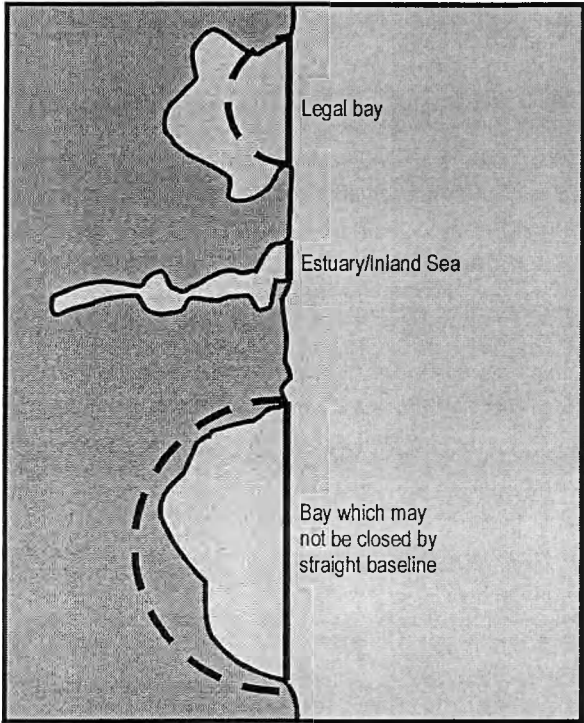 Legal bay
Estuary/Inland Sea
Bay which may
not be closed by
straight baseline